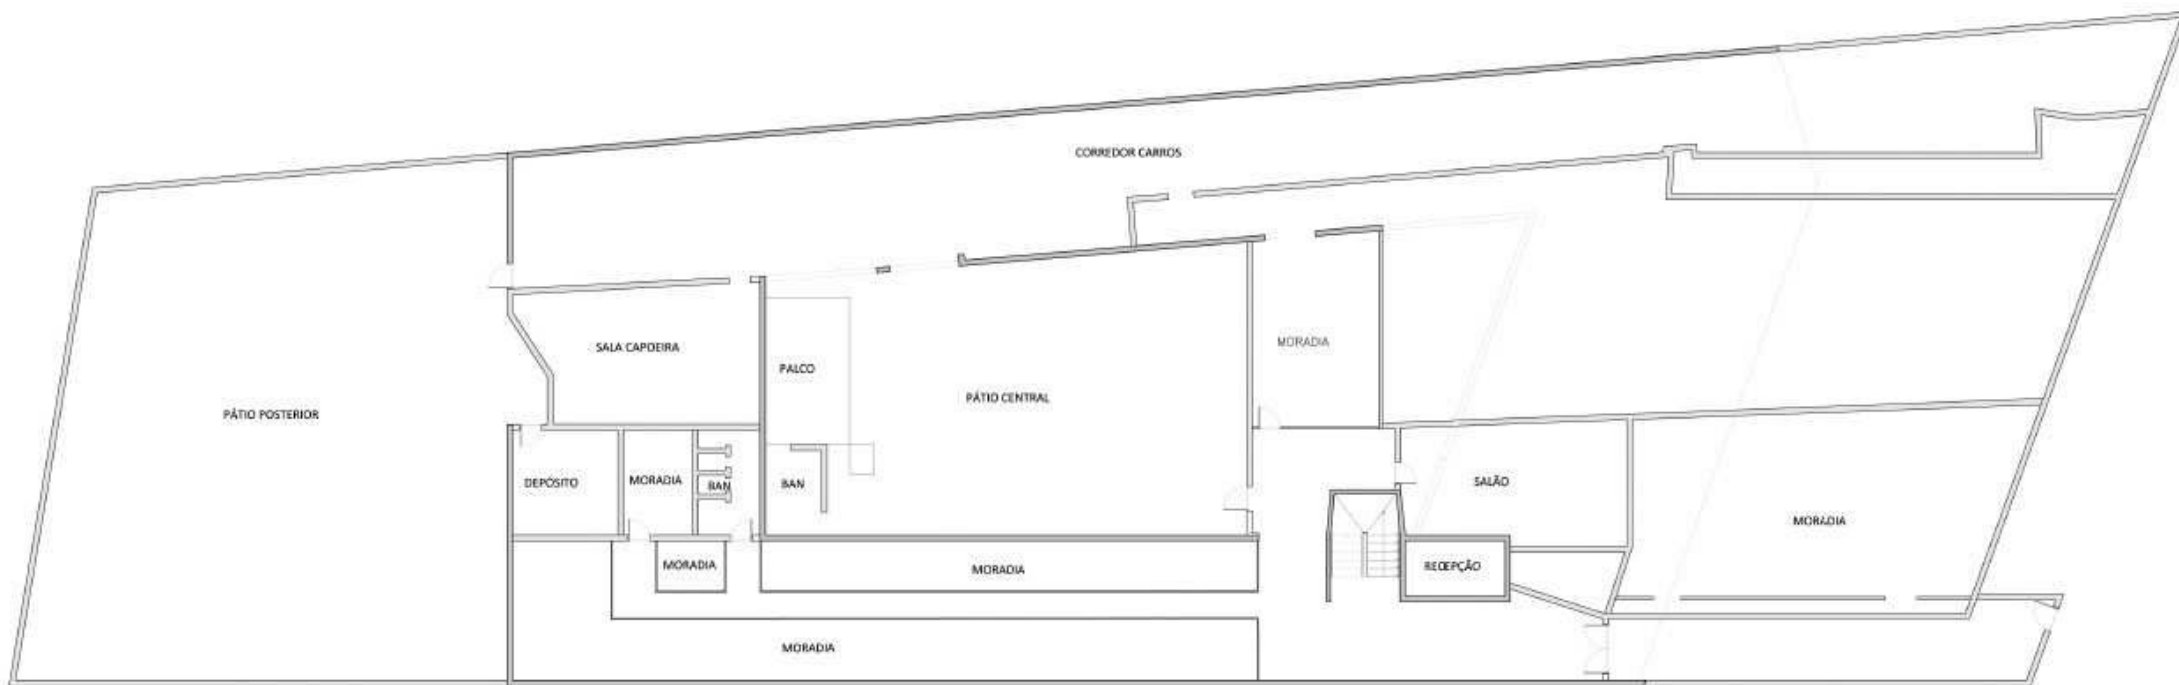 CORREDOR CARROS
SALA CAPOEIRA
MORADIA
PALCO
PÁTIO CENTRAL
PÁTIO POSTERIOR
DEPÓSITO
MORADIA
BAN
BAN
SALÃO
MORADIA
MORADIA
MORADIA
RECEPÇÃO
MORADIA